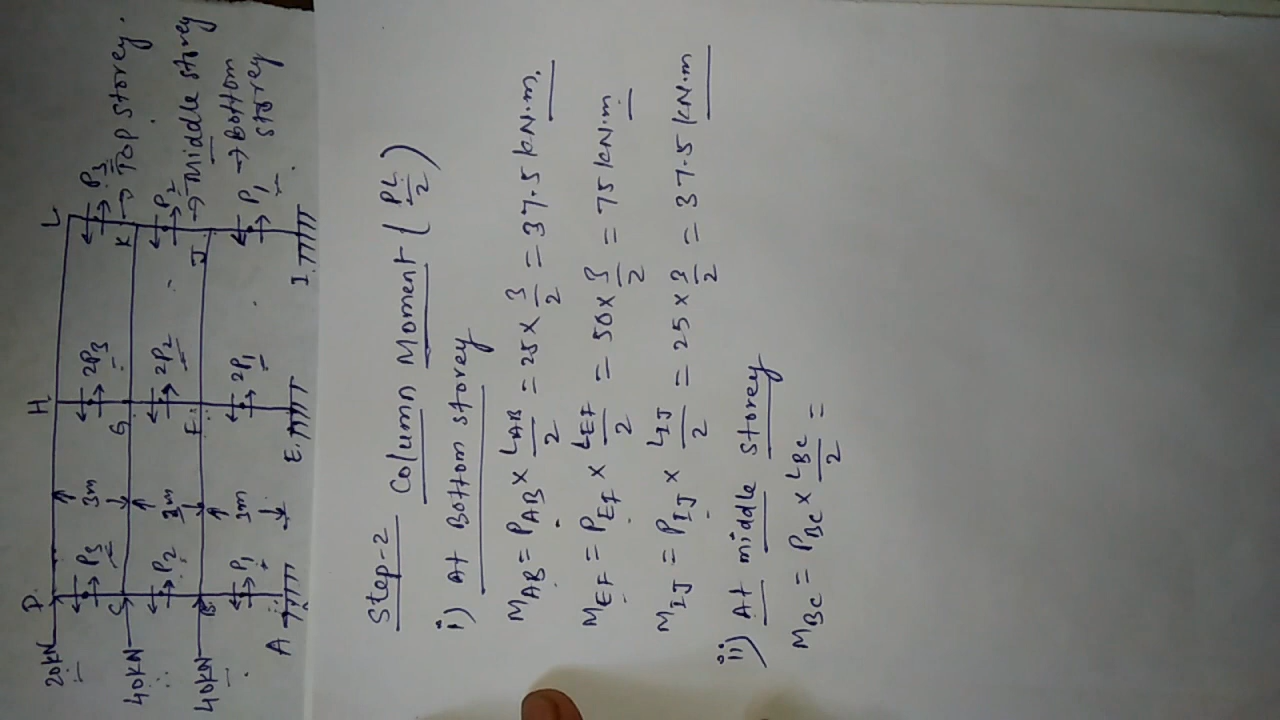 20kN D. H. L
P3 3m 2P3 P3 → Top storey.
40kN C G K
P2 3m 2P2 P2 → Middle storey
40kN B. F. J.
P1 3m 2P1 P1 → Bottom storey
A E. I.
Step-2 Column Moment (PL/2)
i) At Bottom storey
M_AB = P_AB × L_AB/2 = 25 × 3/2 = 37.5 kN.m.
M_EF = P_EF × L_EF/2 = 50 × 3/2 = 75 kN.m
M_IJ = P_IJ × L_IJ/2 = 25 × 3/2 = 37.5 kN.m
ii) At middle storey
M_BC = P_BC × L_BC/2 =